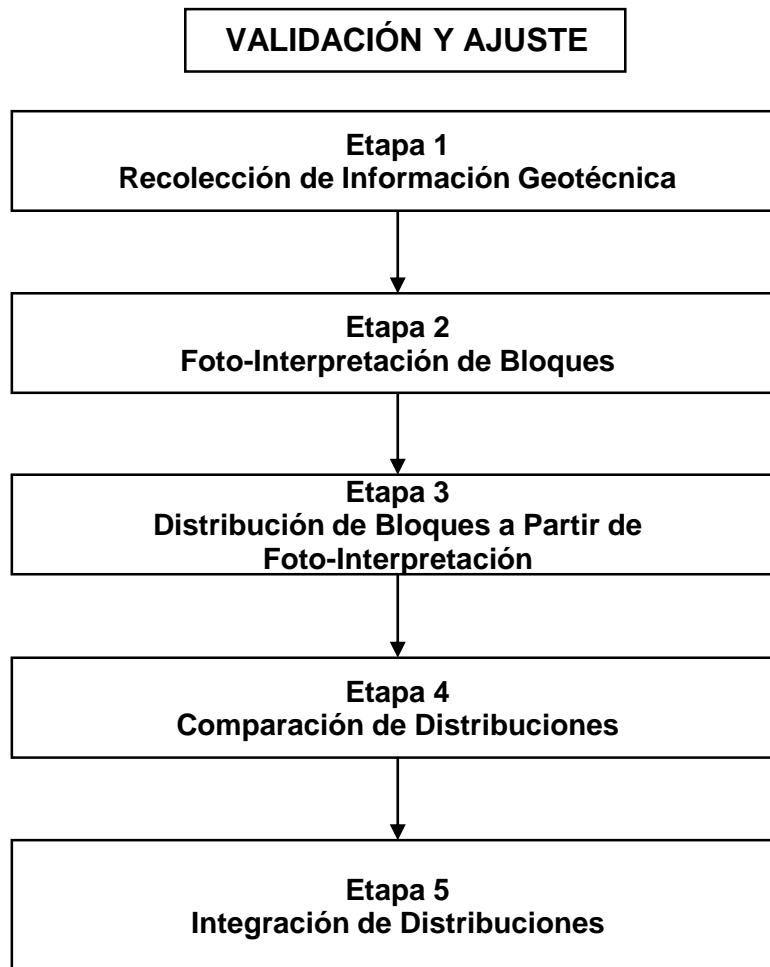 VALIDACIÓN Y AJUSTE
Etapa 1
Recolección de Información Geotécnica
Etapa 2
Foto-Interpretación de Bloques
Etapa 3
Distribución de Bloques a Partir de
Foto-Interpretación
Etapa 4
Comparación de Distribuciones
Etapa 5
Integración de Distribuciones